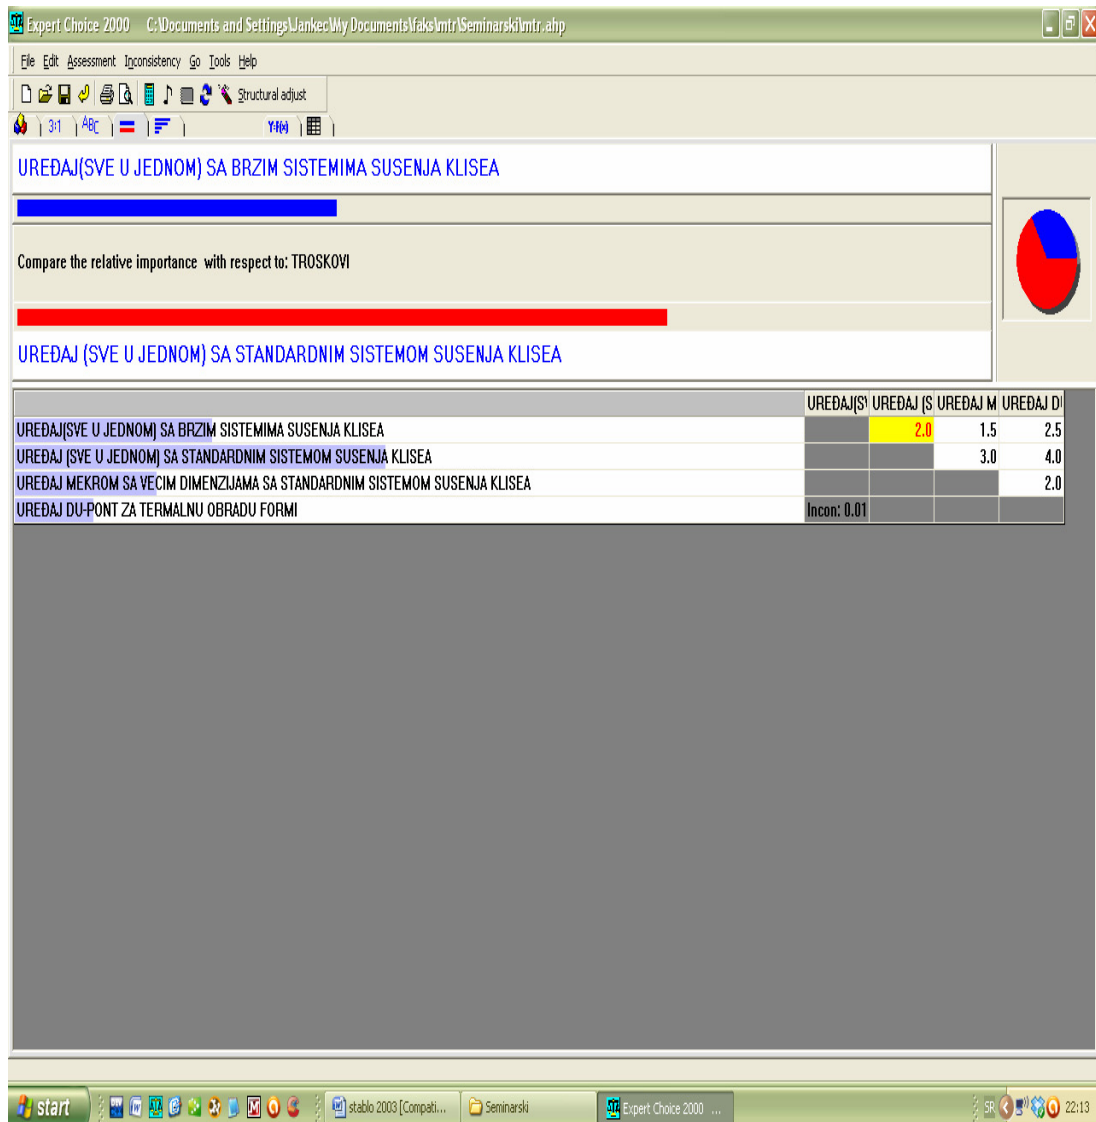 Expert Choice 2000 C:\Documents and Settings\Jankec\My Documents\faks\mtr\Seminarski\mtr.ahp
File Edit Assessment Inconsistency Go Tools Help
Structural adjust
3:1 ABC Y:F(x)
UREĐAJ(SVE U JEDNOM) SA BRZIM SISTEMIMA SUSENJA KLISEA
Compare the relative importance with respect to: TROSKOVI
UREĐAJ (SVE U JEDNOM) SA STANDARDNIM SISTEMOM SUSENJA KLISEA
UREĐAJ(S UREĐAJ (S UREĐAJ M UREĐAJ D
UREĐAJ(SVE U JEDNOM) SA BRZIM SISTEMIMA SUSENJA KLISEA 2.0 1.5 2.5
UREĐAJ (SVE U JEDNOM) SA STANDARDNIM SISTEMOM SUSENJA KLISEA 3.0 4.0
UREĐAJ MEKROM SA VECIM DIMENZIJAMA SA STANDARDNIM SISTEMOM SUSENJA KLISEA 2.0
UREĐAJ DU-PONT ZA TERMALNU OBRADU FORMI Incon: 0.01
start stablo 2003 [Compati... Seminarski Expert Choice 2000 ... SR 22:13